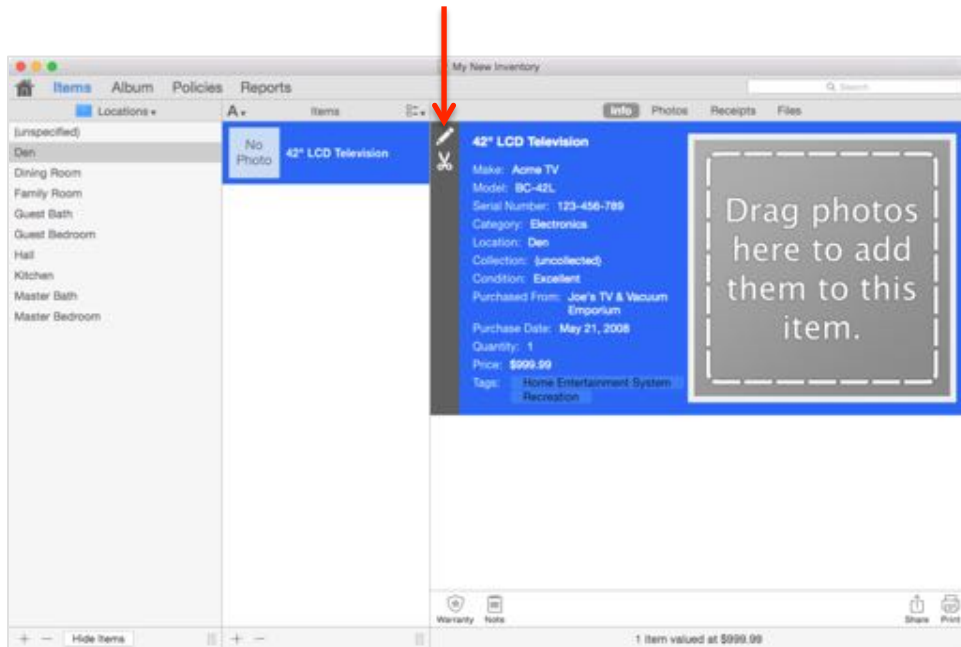 My New Inventory
Items Album Policies Reports
Search
Locations
A
Items
Info Photos Receipts Files
(unspecified)
Den
Dining Room
Family Room
Guest Bath
Guest Bedroom
Hall
Kitchen
Master Bath
Master Bedroom
No
Photo
42" LCD Television
42" LCD Television
Make: Acme TV
Model: BC-42L
Serial Number: 123-456-789
Category: Electronics
Location: Den
Collection: (uncollected)
Condition: Excellent
Purchased From: Joe's TV & Vacuum
Emporium
Purchase Date: May 21, 2008
Quantity: 1
Price: $999.99
Tags: Home Entertainment System
Recreation
Drag photos
here to add
them to this
item.
Warranty Note
Share Print
+ - Hide Items
+ -
1 item valued at $999.99